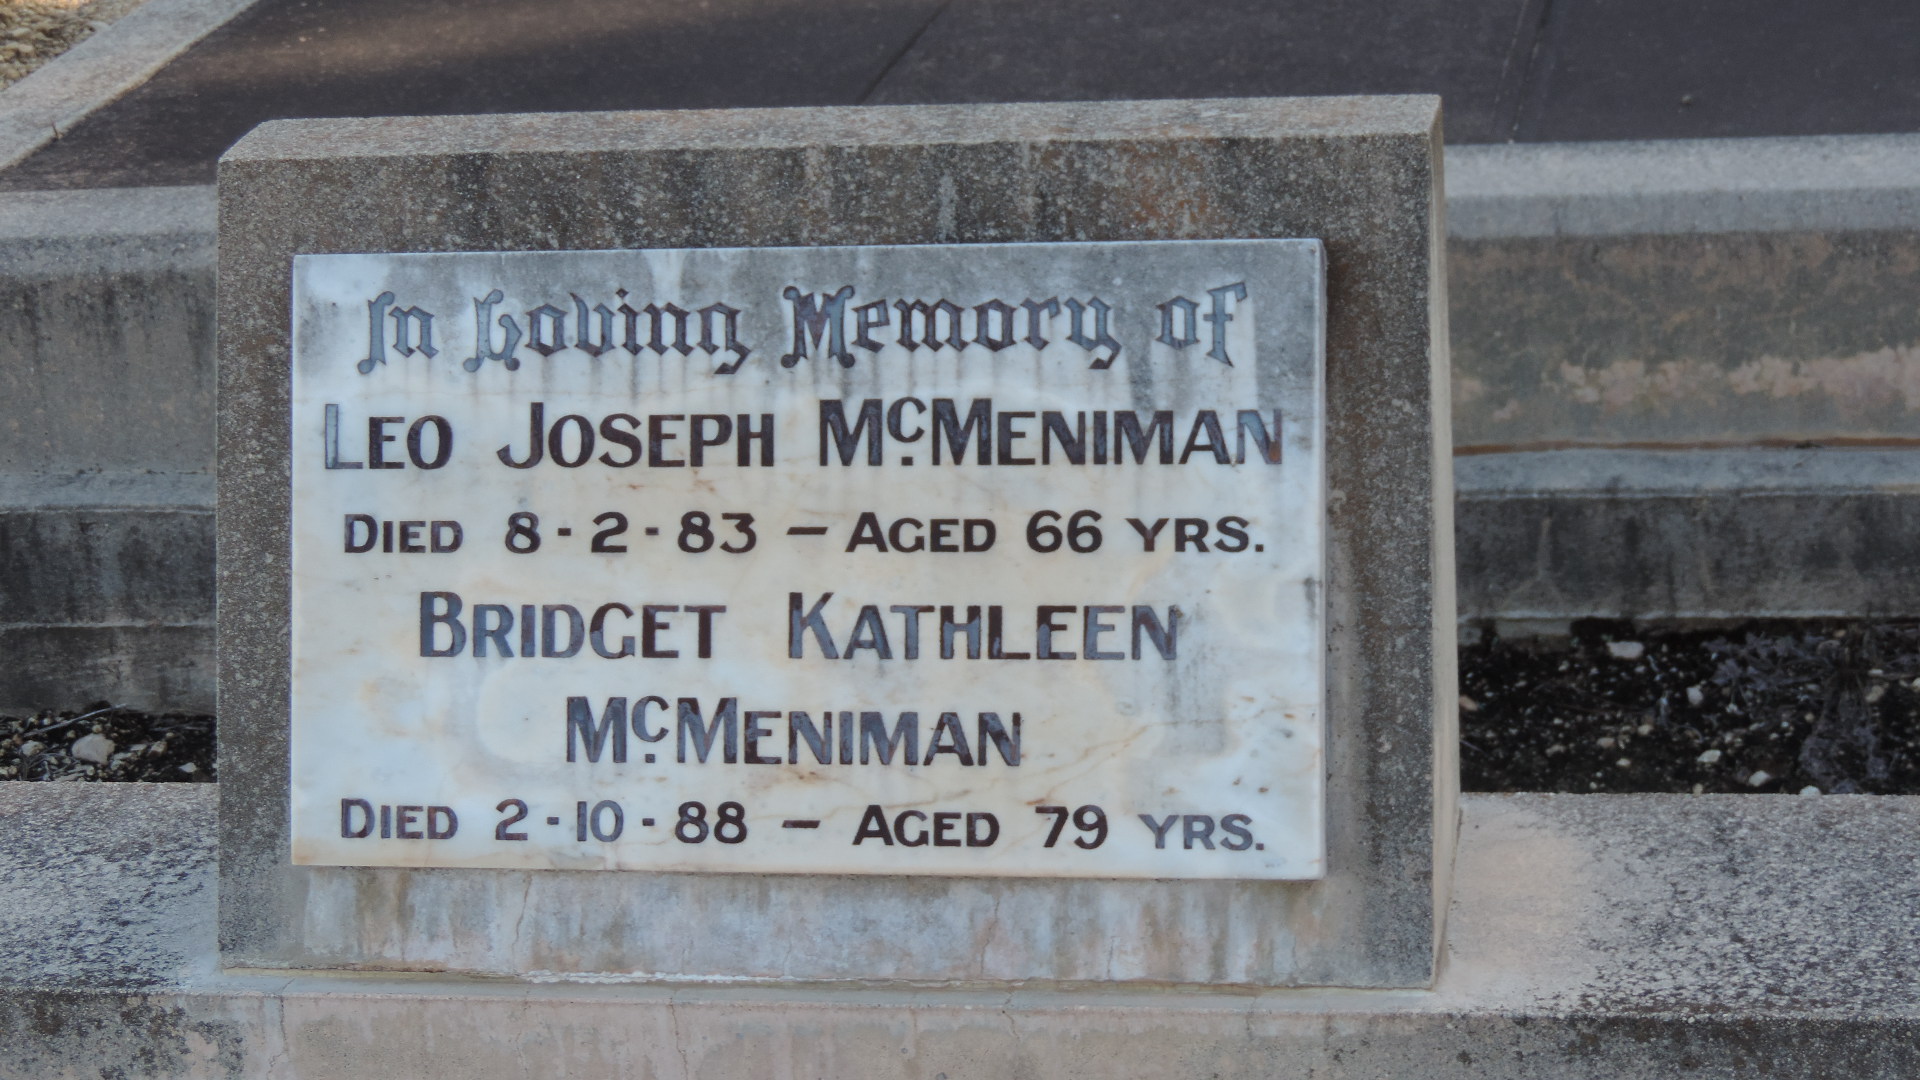 In Loving Memory of
LEO JOSEPH McMENIMAN
DIED 8-2-83 — AGED 66 YRS.
BRIDGET KATHLEEN
McMENIMAN
DIED 2-10-88 — AGED 79 YRS.